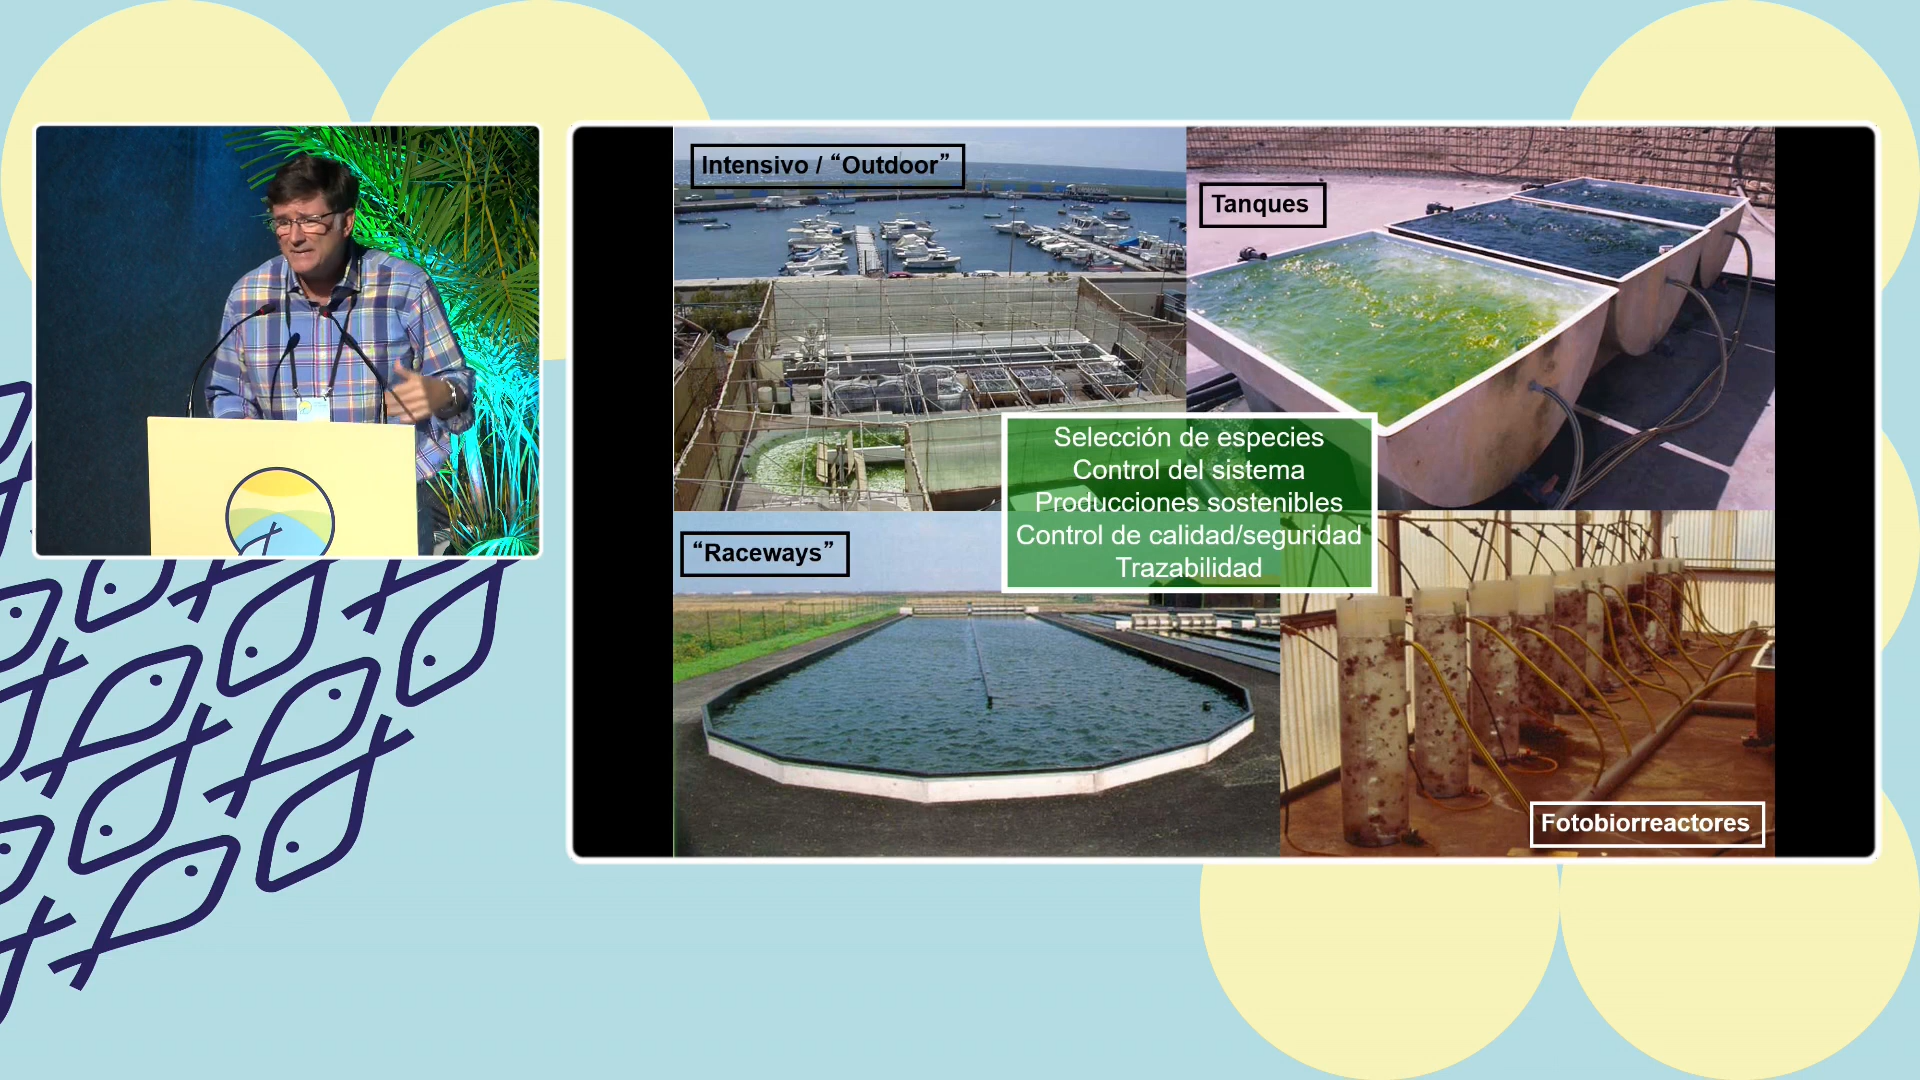 Intensivo / “Outdoor”
Tanques
Selección de especies
Control del sistema
Producciones sostenibles
Control de calidad/seguridad
Trazabilidad
“Raceways”
Fotobiorreactores